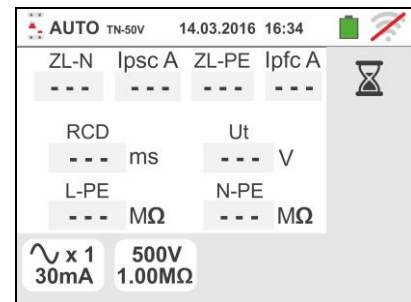 AUTO TN-50V 14.03.2016 16:34
ZL-N Ipsc A ZL-PE Ipfc A
--- --- --- ---
RCD Ut
--- ms --- V
L-PE N-PE
--- MΩ --- MΩ
x 1 500V
30mA 1.00MΩ